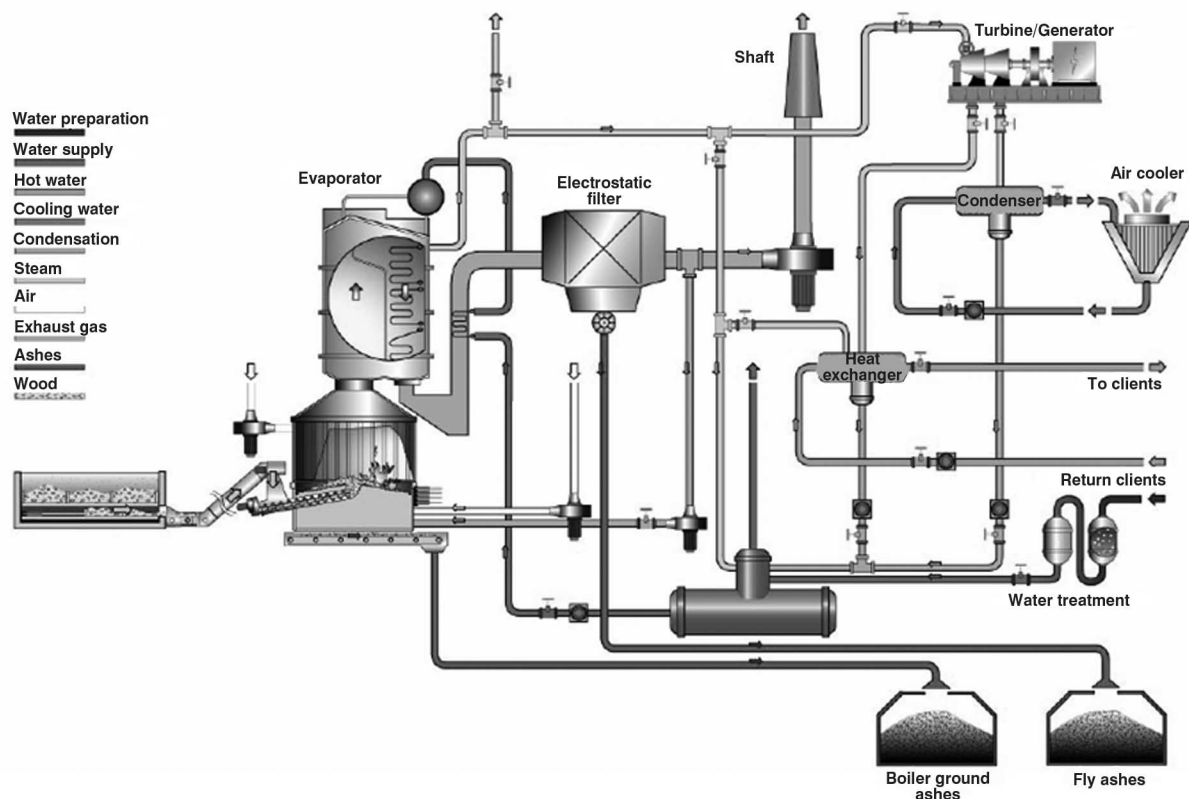 Turbine/Generator
Shaft
Water preparation
Water supply
Hot water
Cooling water
Condensation
Steam
Air
Exhaust gas
Ashes
Wood
Evaporator
Electrostatic
filter
Air cooler
Condenser
Heat
exchanger
To clients
Return clients
Water treatment
Boiler ground
ashes
Fly ashes